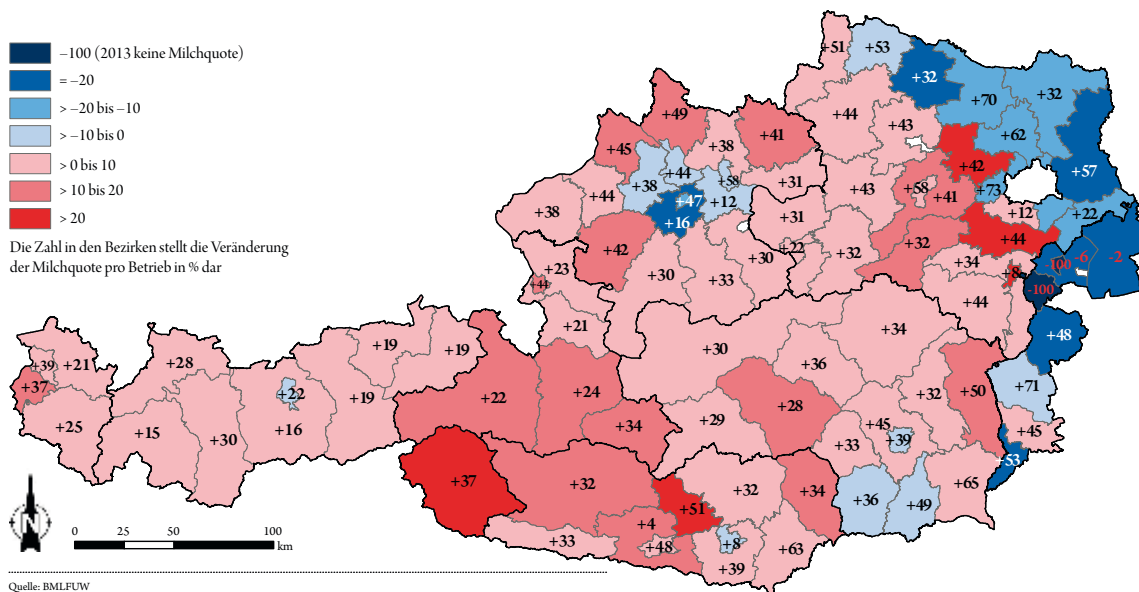 –100 (2013 keine Milchquote)
= –20
> –20 bis –10
> –10 bis 0
> 0 bis 10
> 10 bis 20
> 20
Die Zahl in den Bezirken stellt die Veränderung
der Milchquote pro Betrieb in % dar
+51 +53
+32
+70 +32
+49 +44 +43 +62
+41
+45 +38
+42 +57
+44 +38 +44 +58 +31 +43 +58 +41 +73
+38 +47 +12
+16 +31 +12 +22
+42 +22 +32 +32 +44
+23 +30 +33 +30 +34 +8 -100 -6 -2
+44 -100
+44
+21 +34 +48
+19 +19 +30
+39 +21 +28 +36 +71
+37 +22 +19 +22 +24 +28 +32 +50
+25 +15 +30 +16 +34 +29 +33 +45 +39 +45
+53
+37 +32 +32 +34 +36 +49 +65
+51
+4
+33 +48 +8 +63
+39
N
0 25 50 100
km
Quelle: BMLFUW